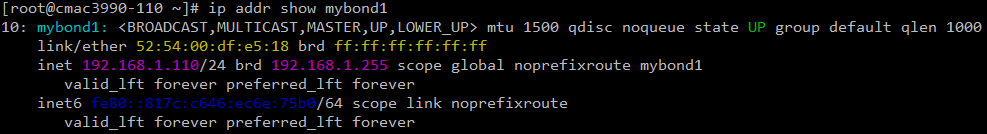 [root@cmac3990-110 ~]# ip addr show mybond1
10: mybond1: <BROADCAST,MULTICAST,MASTER,UP,LOWER_UP> mtu 1500 qdisc noqueue state UP group default qlen 1000
    link/ether 52:54:00:df:e5:18 brd ff:ff:ff:ff:ff:ff
    inet 192.168.1.110/24 brd 192.168.1.255 scope global noprefixroute mybond1
       valid_lft forever preferred_lft forever
    inet6 fe80::817c:c646:ec6e:75b0/64 scope link noprefixroute
       valid_lft forever preferred_lft forever